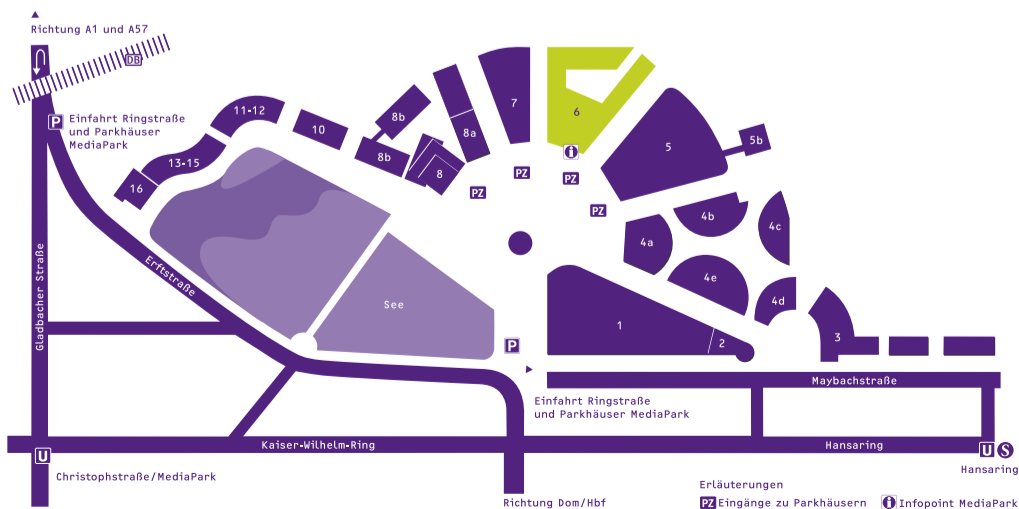 Richtung A1 und A57
DB
P Einfahrt Ringstraße
und Parkhäuser
MediaPark
11-12
10
8b
8b
8a
7
6
i
5
5b
13-15
16
8
PZ
PZ
PZ
PZ
4a
4b
4c
4e
4d
Gladbacher Straße
Erftstraße
See
1
2
3
P
Maybachstraße
Einfahrt Ringstraße
und Parkhäuser MediaPark
Kaiser-Wilhelm-Ring
Hansaring
U
U S
Hansaring
Christophstraße/MediaPark
Richtung Dom/Hbf
Erläuterungen
PZ Eingänge zu Parkhäusern
i Infopoint MediaPark